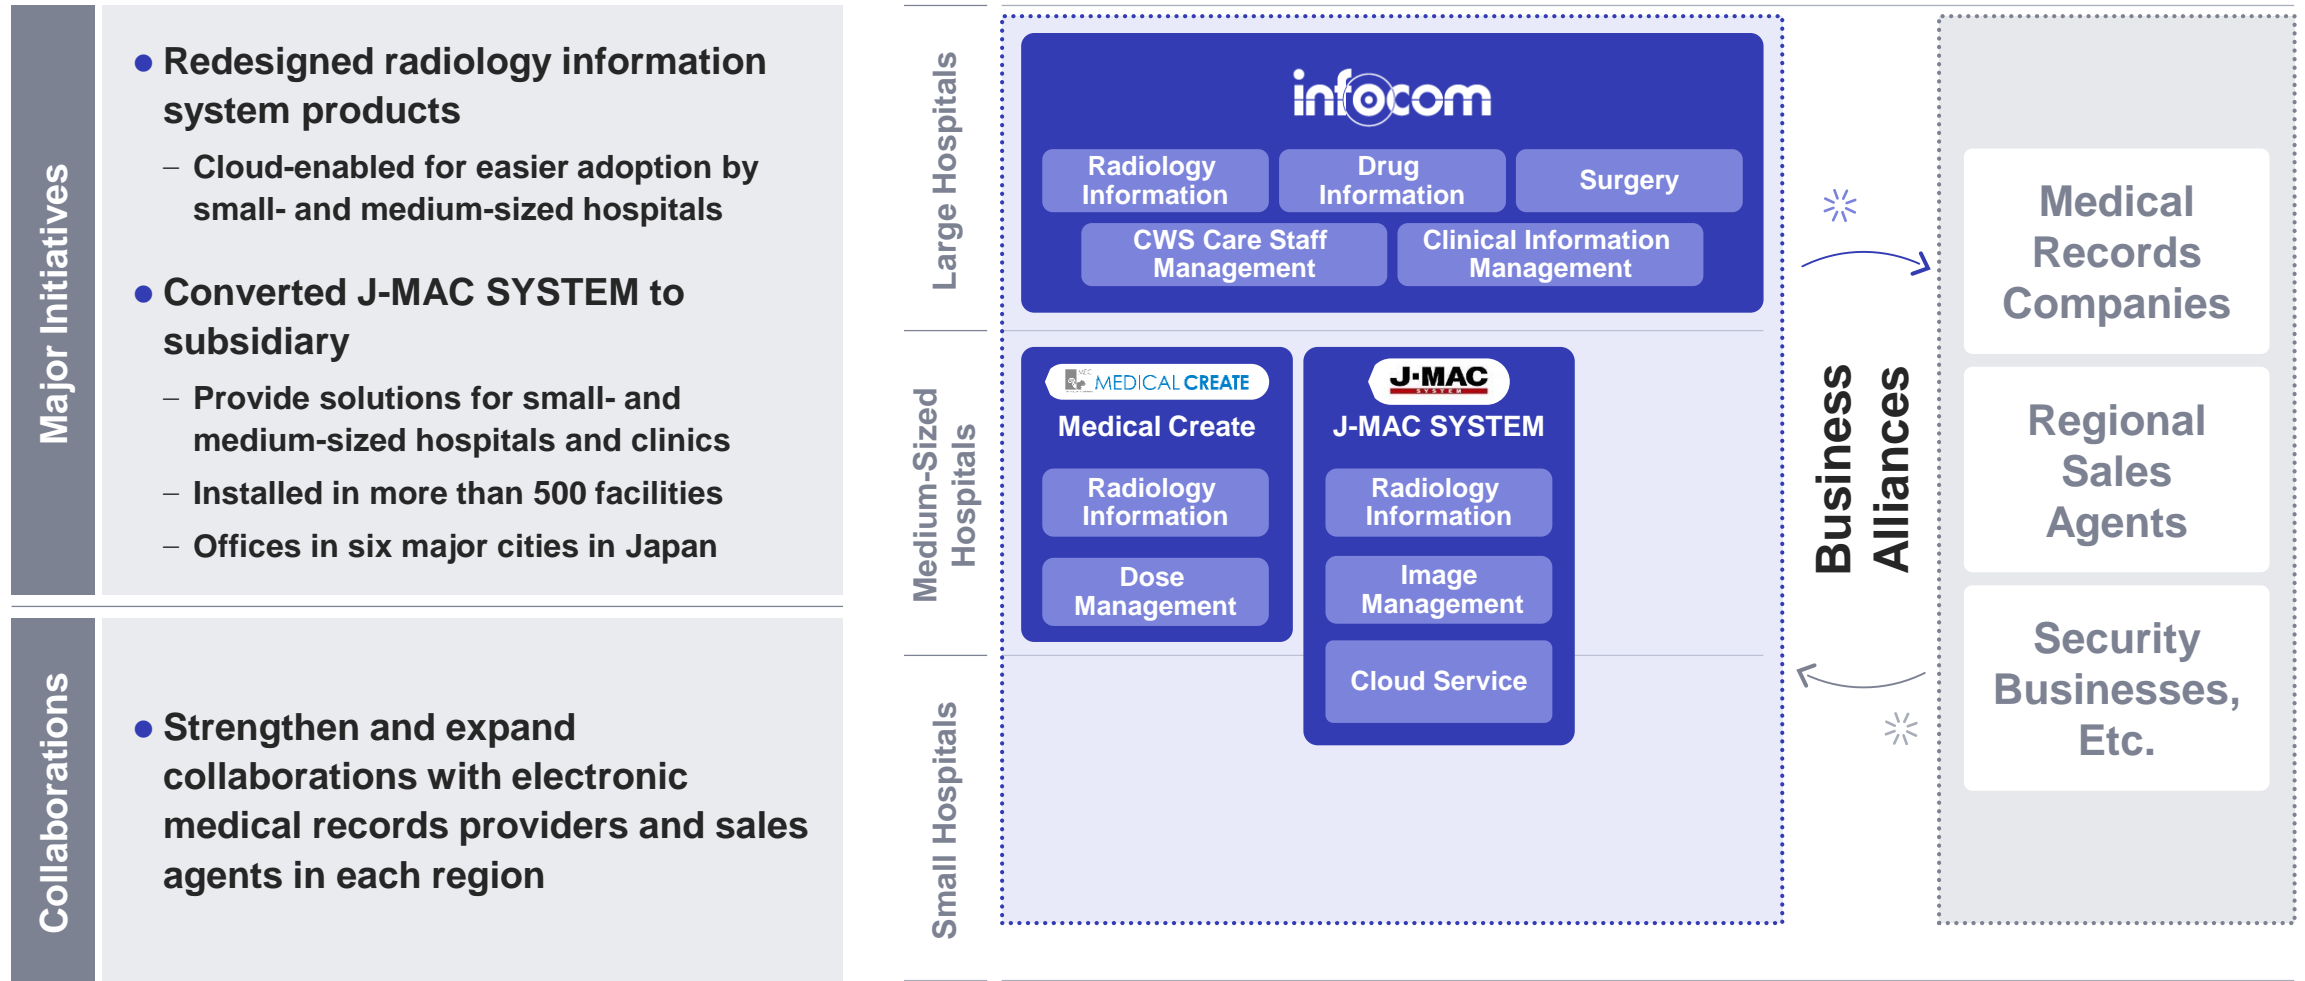 Major Initiatives
Redesigned radiology information
system products
– Cloud-enabled for easier adoption by
small- and medium-sized hospitals
Converted J-MAC SYSTEM to
subsidiary
– Provide solutions for small- and
medium-sized hospitals and clinics
– Installed in more than 500 facilities
– Offices in six major cities in Japan
Collaborations
Strengthen and expand
collaborations with electronic
medical records providers and sales
agents in each region
Large Hospitals
infocom
Radiology
Information
Drug
Information
Surgery
CWS Care Staff
Management
Clinical Information
Management
Medium-Sized
Hospitals
MEDICAL CREATE
Medical Create
Radiology
Information
Dose
Management
J-MAC
SYSTEM
J-MAC SYSTEM
Radiology
Information
Image
Management
Cloud Service
Small Hospitals
Business
Alliances
Medical
Records
Companies
Regional
Sales
Agents
Security
Businesses,
Etc.